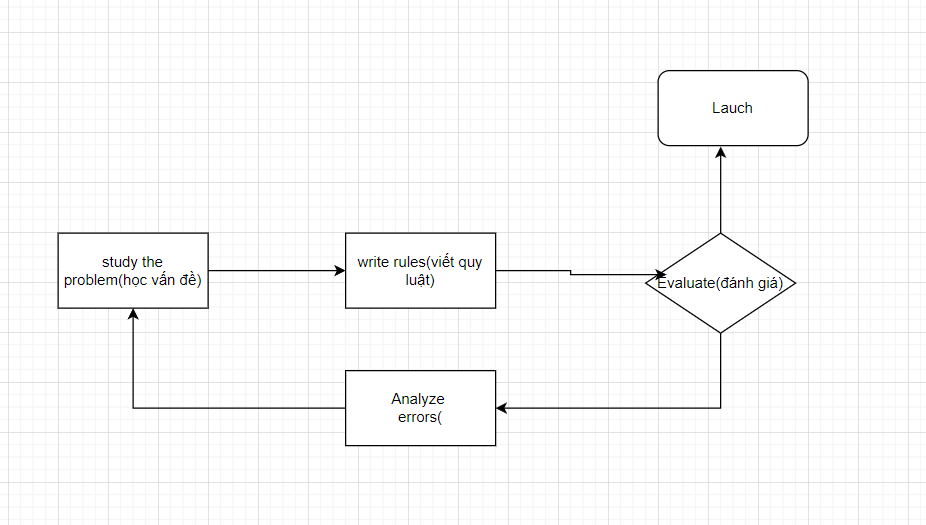 Lauch
study the
problem(học vấn đề)
write rules(viết quy
luật)
Evaluate(đánh giá)
Analyze
errors(